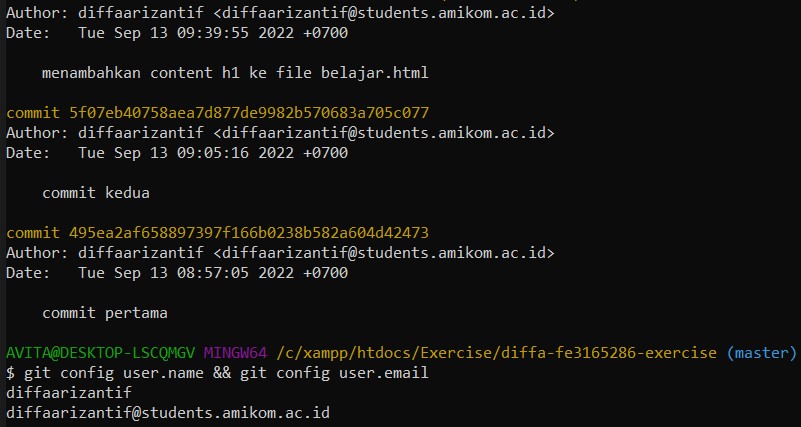 Author: diffaarizantif <diffaarizantif@students.amikom.ac.id>
Date:   Tue Sep 13 09:39:55 2022 +0700
menambahkan content h1 ke file belajar.html
commit 5f07eb40758aea7d877de9982b570683a705c077
Author: diffaarizantif <diffaarizantif@students.amikom.ac.id>
Date:   Tue Sep 13 09:05:16 2022 +0700
commit kedua
commit 495ea2af658897397f166b0238b582a604d42473
Author: diffaarizantif <diffaarizantif@students.amikom.ac.id>
Date:   Tue Sep 13 08:57:05 2022 +0700
commit pertama
AVITA@DESKTOP-LSCQMGV MINGW64 /c/xampp/htdocs/Exercise/diffa-fe3165286-exercise (master)
$ git config user.name && git config user.email
diffaarizantif
diffaarizantif@students.amikom.ac.id